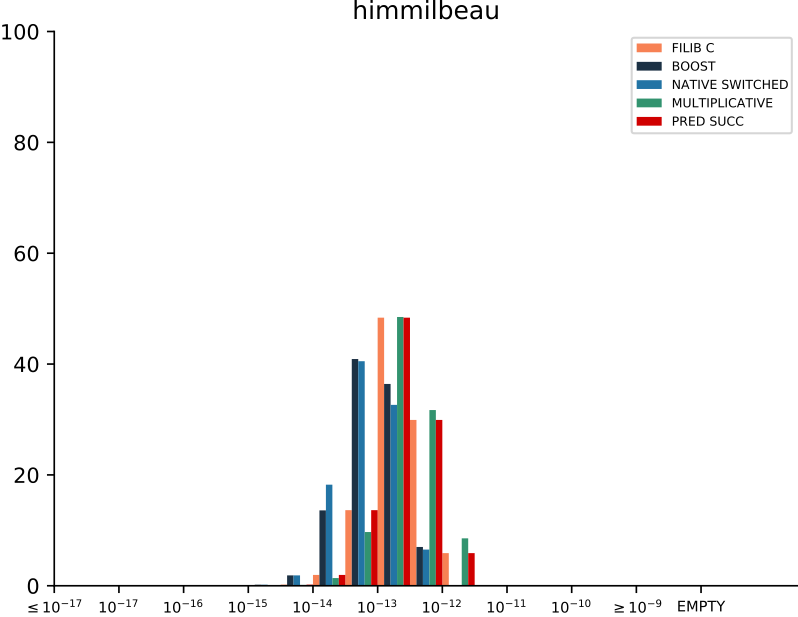 himmilbeau
100
80
60
40
20
0
FILIB C
BOOST
NATIVE SWITCHED
MULTIPLICATIVE
PRED SUCC
≤10⁻¹⁷ 10⁻¹⁷ 10⁻¹⁶ 10⁻¹⁵ 10⁻¹⁴ 10⁻¹³ 10⁻¹² 10⁻¹¹ 10⁻¹⁰ ≥10⁻⁹ EMPTY